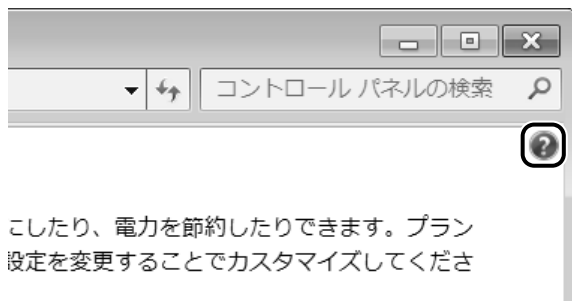 コントロール パネルの検索
?
こしたり、電力を節約したりできます。プラン
設定を変更することでカスタマイズしてくださ